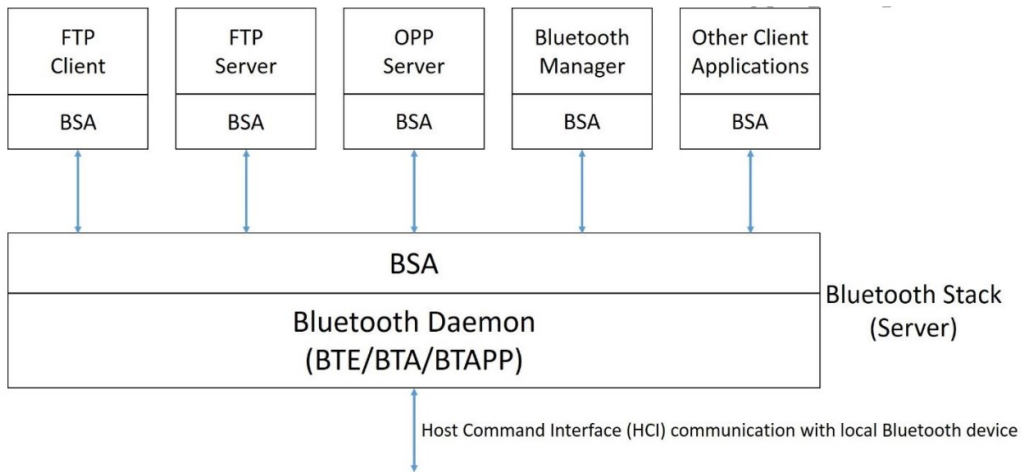 FTP
Client
FTP
Server
OPP
Server
Bluetooth
Manager
Other Client
Applications
BSA
BSA
BSA
BSA
BSA
BSA
Bluetooth Daemon
(BTE/BTA/BTAPP)
Bluetooth Stack
(Server)
Host Command Interface (HCI) communication with local Bluetooth device